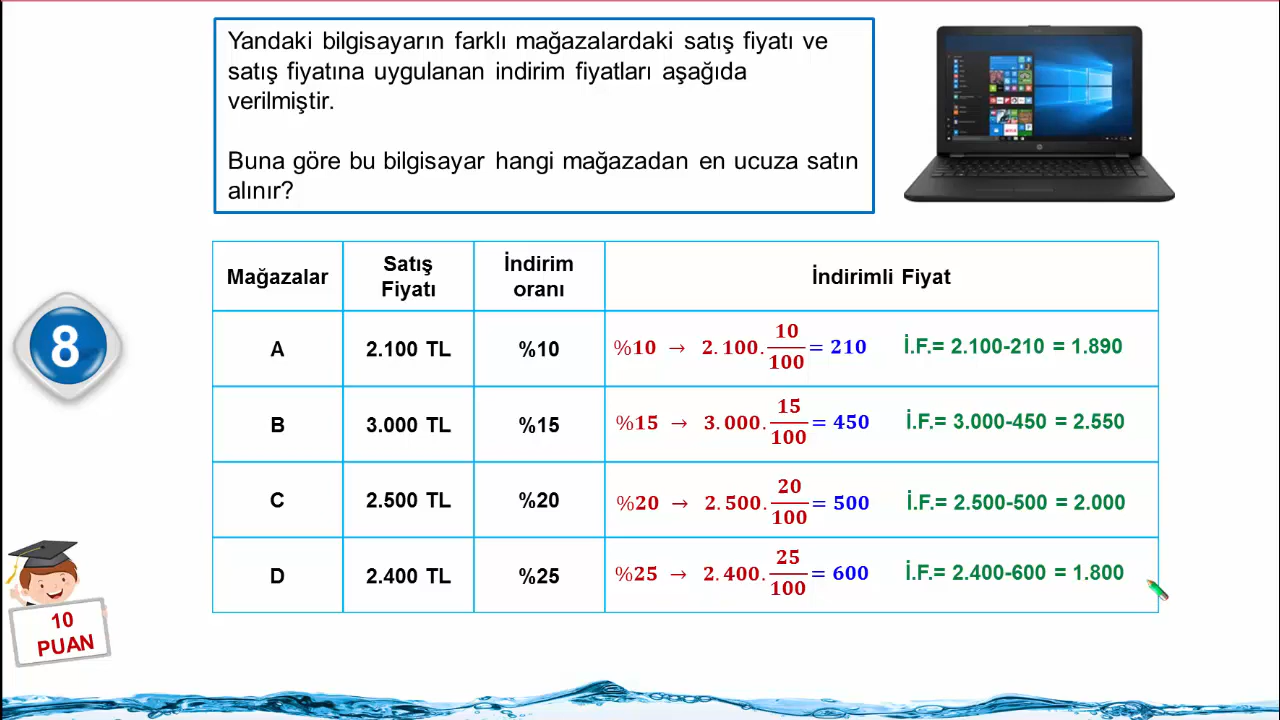 Yandaki bilgisayarın farklı mağazalardaki satış fiyatı ve
satış fiyatına uygulanan indirim fiyatları aşağıda
verilmiştir.
Buna göre bu bilgisayar hangi mağazadan en ucuza satın
alınır?
Mağazalar Satış Fiyatı İndirim oranı İndirimli Fiyat
A 2.100 TL %10 %10 → 2.100. 10/100 = 210 İ.F.= 2.100-210 = 1.890
B 3.000 TL %15 %15 → 3.000. 15/100 = 450 İ.F.= 3.000-450 = 2.550
C 2.500 TL %20 %20 → 2.500. 20/100 = 500 İ.F.= 2.500-500 = 2.000
D 2.400 TL %25 %25 → 2.400. 25/100 = 600 İ.F.= 2.400-600 = 1.800
8
10
PUAN